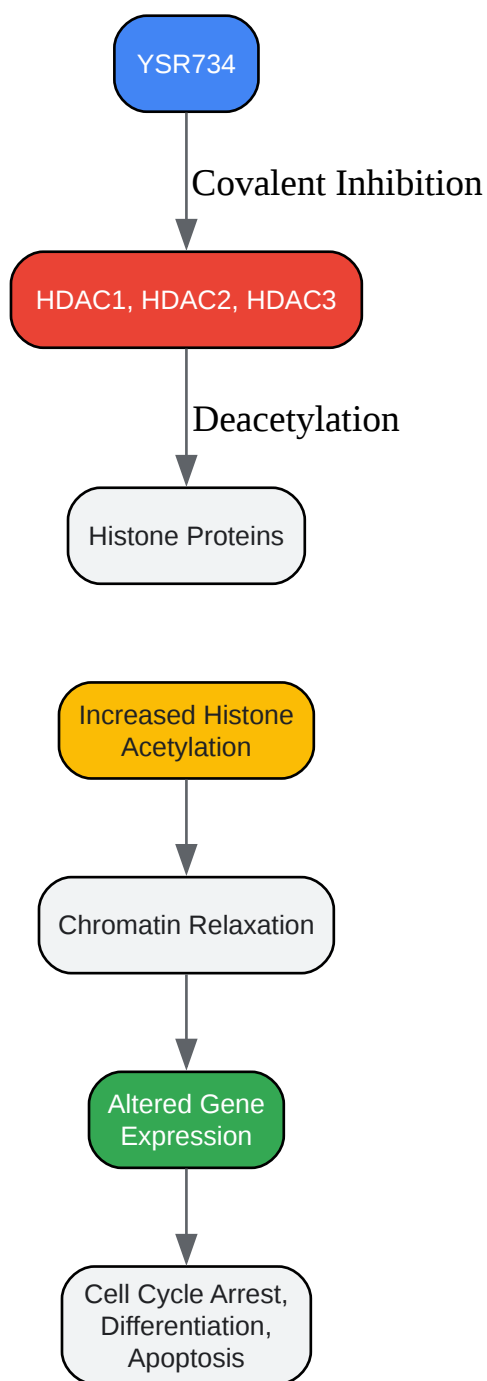 YSR734
Covalent Inhibition
HDAC1, HDAC2, HDAC3
Deacetylation
Histone Proteins
Increased Histone
Acetylation
Chromatin Relaxation
Altered Gene
Expression
Cell Cycle Arrest,
Differentiation,
Apoptosis